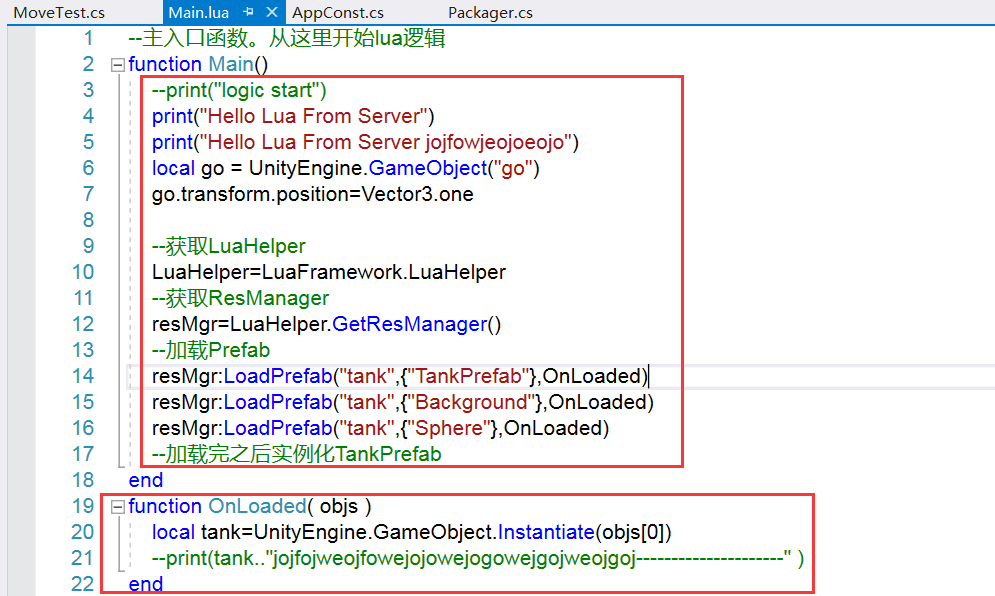 MoveTest.cs Main.lua AppConst.cs Packager.cs
1 --主入口函数。从这里开始lua逻辑
2 function Main()
3 --print("logic start")
4 print("Hello Lua From Server")
5 print("Hello Lua From Server jojfowjeojoeojo")
6 local go = UnityEngine.GameObject("go")
7 go.transform.position=Vector3.one
8
9 --获取LuaHelper
10 LuaHelper=LuaFramework.LuaHelper
11 --获取ResManager
12 resMgr=LuaHelper.GetResManager()
13 --加载Prefab
14 resMgr:LoadPrefab("tank",{"TankPrefab"},OnLoaded)
15 resMgr:LoadPrefab("tank",{"Background"},OnLoaded)
16 resMgr:LoadPrefab("tank",{"Sphere"},OnLoaded)
17 --加载完之后实例化TankPrefab
18 end
19 function OnLoaded( objs )
20 local tank=UnityEngine.GameObject.Instantiate(objs[0])
21 --print(tank.."jojfojweojfowejojowejogowejgojweojgoj---------------------" )
22 end